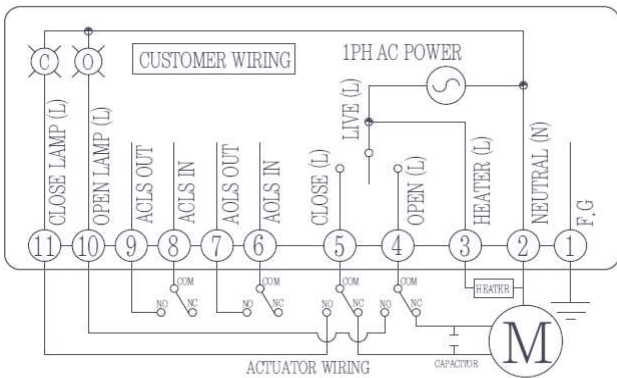 CUSTOMER WIRING
1PH AC POWER
C
O
CLOSE LAMP (L)
OPEN LAMP (L)
ACLS OUT
ACLS IN
AOLS OUT
AOLS IN
CLOSE (L)
LIVE (L)
OPEN (L)
HEATER (L)
NEUTRAL (N)
F.G
11
10
9
8
7
6
5
4
3
2
1
COM
NO
NC
COM
NO
NC
COM
NO
NC
COM
NO
NC
HEATER
M
CAPACITOR
ACTUATOR WIRING